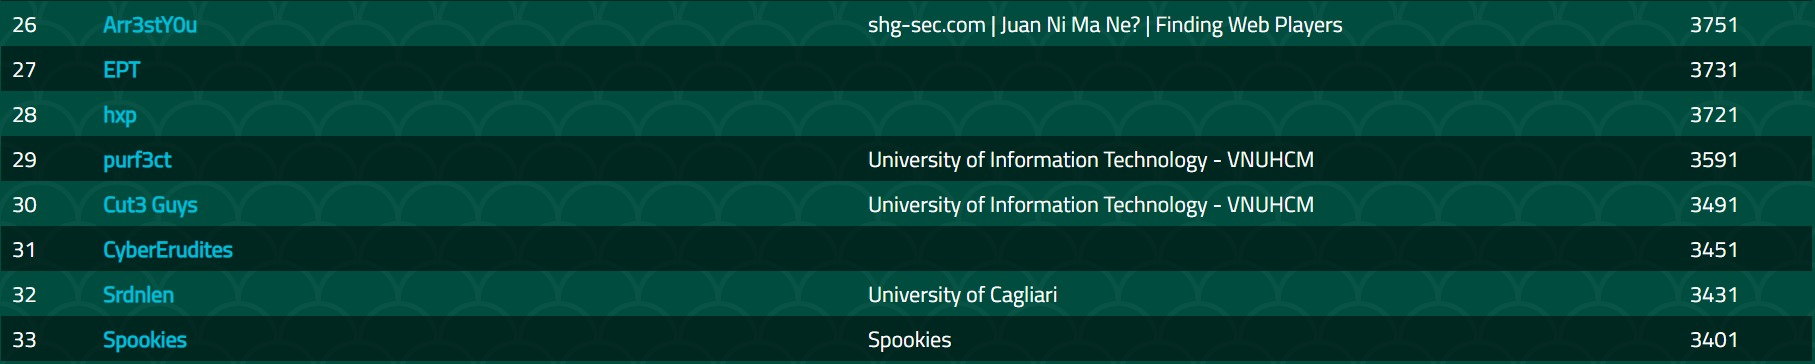 26 Arr3stY0u shg-sec.com | Juan Ni Ma Ne? | Finding Web Players 3751
27 EPT 3731
28 hxp 3721
29 purf3ct University of Information Technology - VNUHCM 3591
30 Cut3 Guys University of Information Technology - VNUHCM 3491
31 CyberErudites 3451
32 Srdnlen University of Cagliari 3431
33 Spookies Spookies 3401